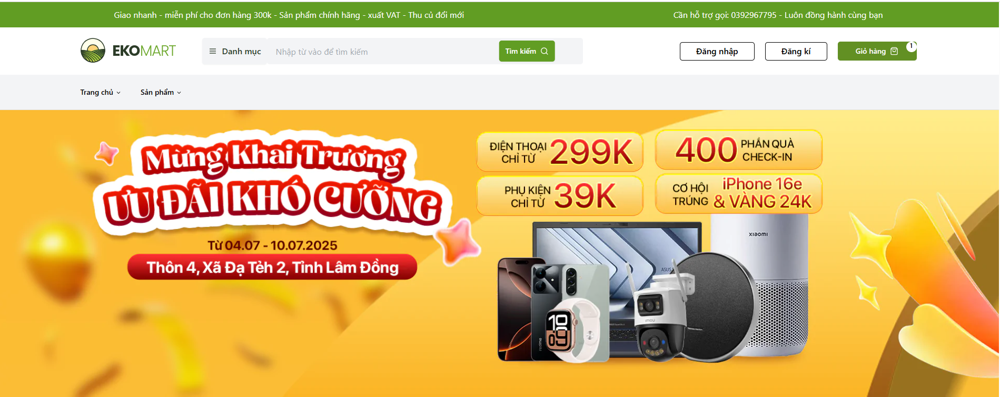 Giao nhanh - miễn phí cho đơn hàng 300k - Sản phẩm chính hãng - xuất VAT - Thu củ đổi mới
Cần hỗ trợ gọi: 0392967795 - Luôn đồng hành cùng bạn
EKOMART
Danh mục
Nhập từ vào để tìm kiếm
Tìm kiếm
Đăng nhập
Đăng kí
Giỏ hàng
1
Trang chủ
Sản phẩm
Mừng Khai Trương
ƯU ĐÃI KHÓ CƯỠNG
Từ 04.07 - 10.07.2025
Thôn 4, Xã Đạ Tẻh 2, Tỉnh Lâm Đồng
ĐIỆN THOẠI
CHỈ TỪ
299K
400
PHẦN QUÀ
CHECK-IN
PHỤ KIỆN
CHỈ TỪ
39K
CƠ HỘI
TRÚNG
iPhone 16e
& VÀNG 24K
xiaomi
ASUS
imou
realme
10
09